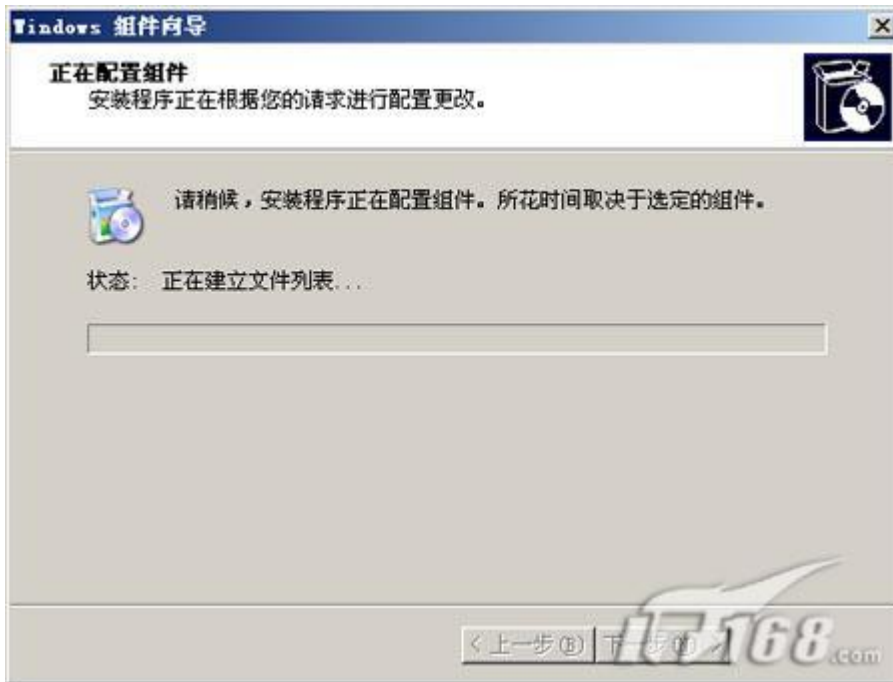 Windows 组件向导
正在配置组件
安装程序正在根据您的请求进行配置更改。
请稍候，安装程序正在配置组件。所花时间取决于选定的组件。
状态: 正在建立文件列表...
< 上一步(B) 下一步(N) >
IT168.com